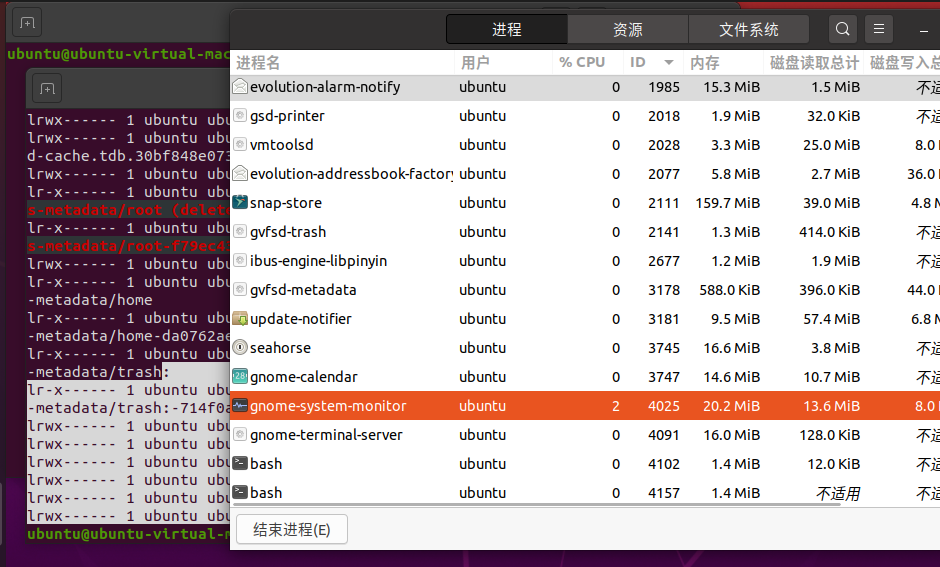 进程 资源 文件系统
ubuntu@ubuntu-virtual-mac
进程名 用户 % CPU ID 内存 磁盘读取总计 磁盘写入总
evolution-alarm-notify ubuntu 0 1985 15.3 MiB 1.5 MiB 不适
gsd-printer ubuntu 0 2018 1.9 MiB 32.0 KiB 不适
vmtoolsd ubuntu 0 2028 3.3 MiB 25.0 MiB 8.0
evolution-addressbook-factory ubuntu 0 2077 5.8 MiB 2.7 MiB 36.0
snap-store ubuntu 0 2111 159.7 MiB 39.0 MiB 4.8 M
gvfsd-trash ubuntu 0 2141 1.3 MiB 414.0 KiB 不适
ibus-engine-libpinyin ubuntu 0 2677 1.2 MiB 1.9 MiB 不适
gvfsd-metadata ubuntu 0 3178 588.0 KiB 396.0 KiB 44.0
update-notifier ubuntu 0 3181 9.5 MiB 57.4 MiB 6.8 M
seahorse ubuntu 0 3745 16.6 MiB 3.8 MiB 不适
gnome-calendar ubuntu 0 3747 14.6 MiB 10.7 MiB 不适
gnome-system-monitor ubuntu 2 4025 20.2 MiB 13.6 MiB 8.0
gnome-terminal-server ubuntu 0 4091 16.0 MiB 128.0 KiB 不适
bash ubuntu 0 4102 1.4 MiB 12.0 KiB 不适
bash ubuntu 0 4157 1.4 MiB 不适用 不适
结束进程(E)
lrwx------ 1 ubuntu ubu
lrwx------ 1 ubuntu ubu
d-cache.tdb.30bf848e073
lrwx------ 1 ubuntu ubu
lr-x------ 1 ubuntu ubu
s-metadata/root (delete
lr-x------ 1 ubuntu ubu
s-metadata/root-f79ec4
lrwx------ 1 ubuntu ubu
lr-x------ 1 ubuntu ubu
-metadata/home
lr-x------ 1 ubuntu ubu
-metadata/home-da0762ae
lr-x------ 1 ubuntu ubu
-metadata/trash:
lr-x------ 1 ubuntu ubu
-metadata/trash:-714f0a
lrwx------ 1 ubuntu ubu
lrwx------ 1 ubuntu ubu
lrwx------ 1 ubuntu ubu
lrwx------ 1 ubuntu ubu
lrwx------ 1 ubuntu ubu
lrwx------ 1 ubuntu ubu
ubuntu@ubuntu-virtual-m